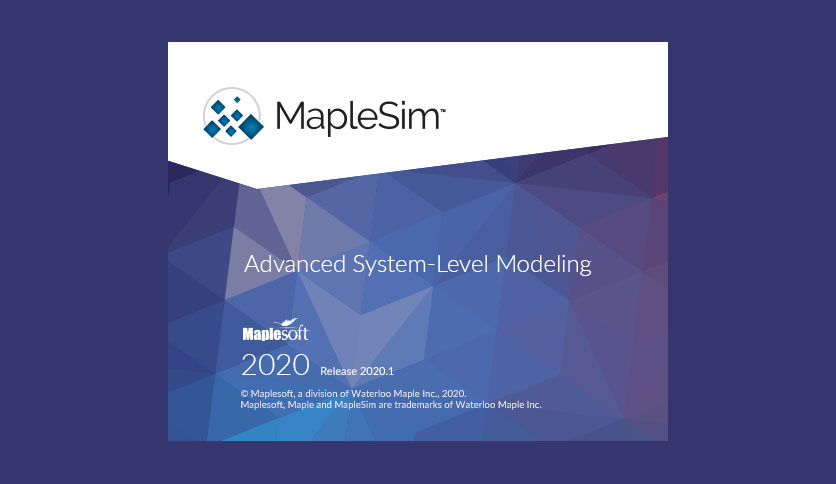 MapleSim™
Advanced System-Level Modeling
Maplesoft
2020 Release 2020.1
© Maplesoft, a division of Waterloo Maple Inc., 2020.
Maplesoft, Maple and MapleSim are trademarks of Waterloo Maple Inc.